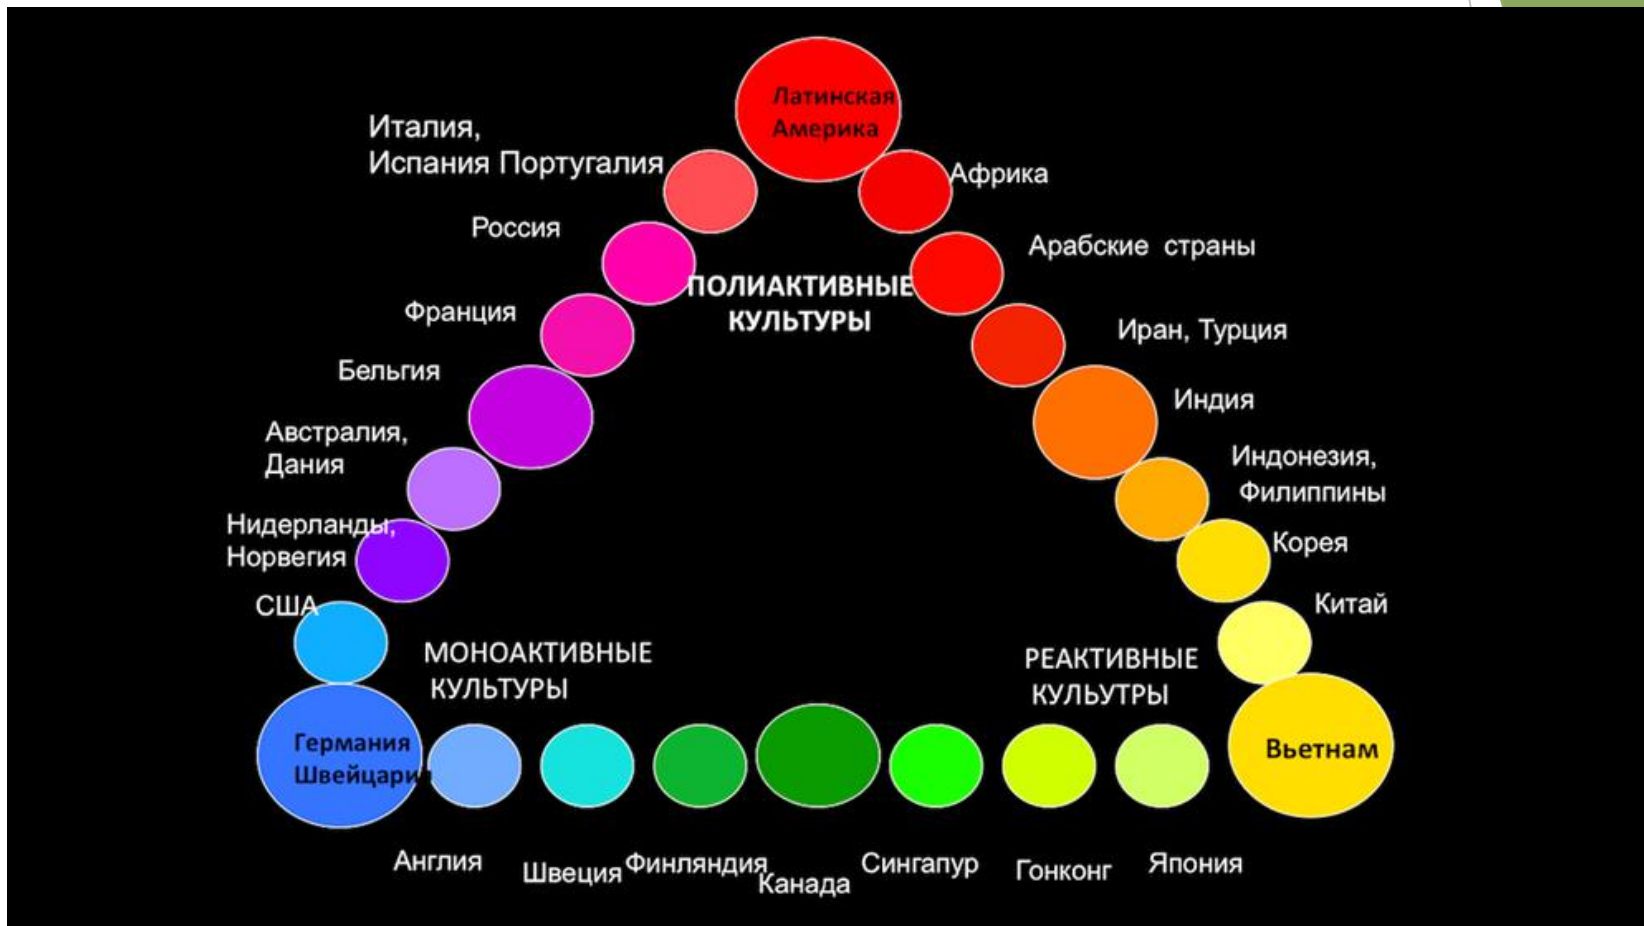 Латинская
Америка
Италия,
Испания Португалия
Африка
Россия
Арабские страны
ПОЛИАКТИВНЫЕ
КУЛЬТУРЫ
Франция
Иран, Турция
Бельгия
Индия
Австралия,
Дания
Индонезия,
Филиппины
Нидерланды,
Норвегия
Корея
США
Китай
МОНОАКТИВНЫЕ
КУЛЬТУРЫ
РЕАКТИВНЫЕ
КУЛЬУТРЫ
Германия
Швейцария
Вьетнам
Англия
Швеция
Финляндия
Канада
Сингапур
Гонконг
Япония